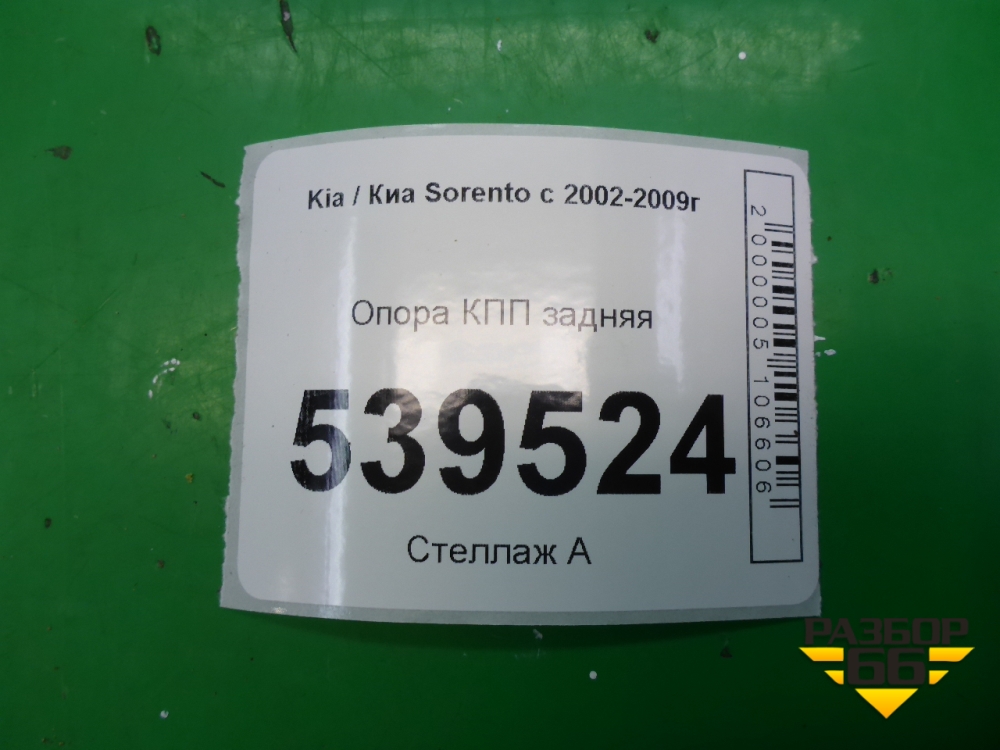 Kia / Киа Sorento с 2002-2009г
Опора КПП задняя
539524
Стеллаж А
2000005106606
РАЗБОР
66